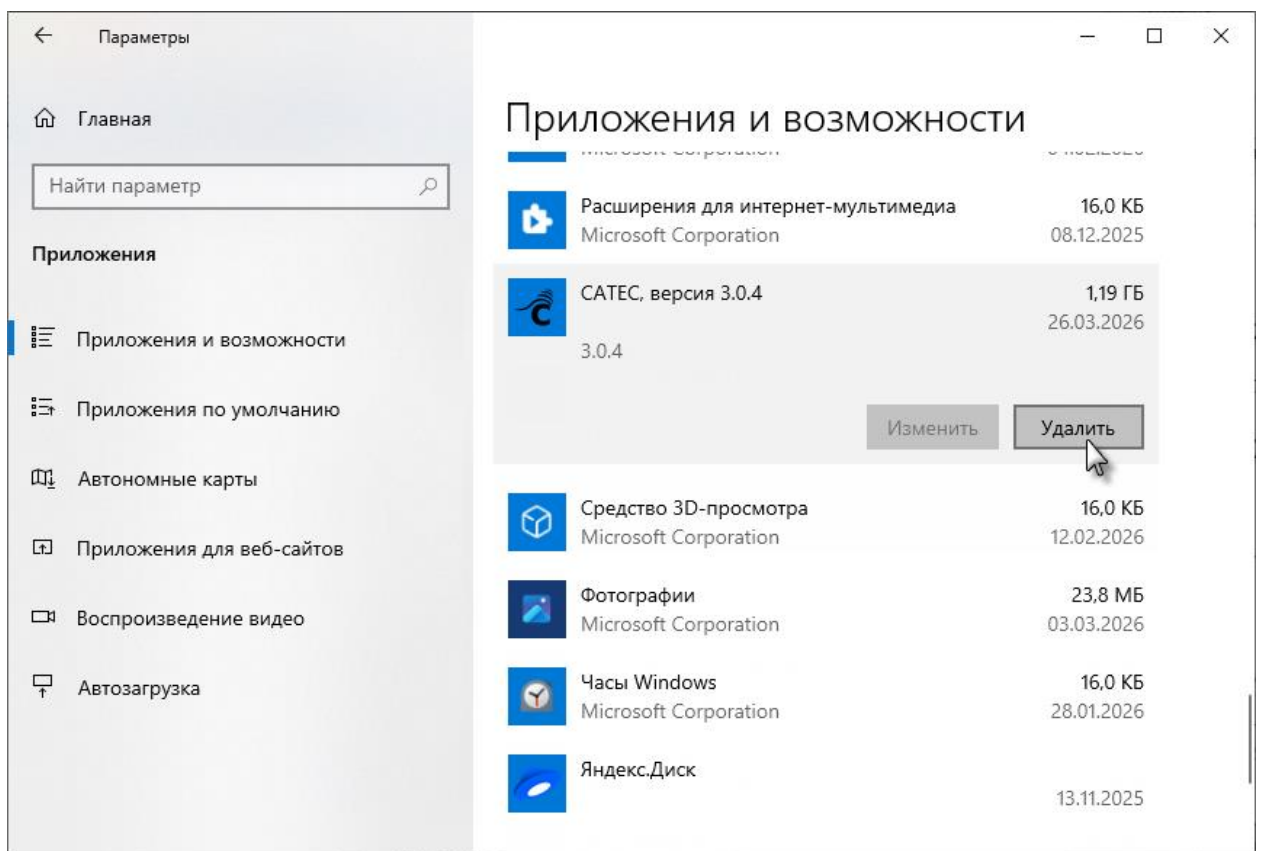 Параметры
Главная
Найти параметр
Приложения
Приложения и возможности
Приложения по умолчанию
Автономные карты
Приложения для веб-сайтов
Воспроизведение видео
Автозагрузка
Приложения и возможности
Расширения для интернет-мультимедиа 16,0 КБ
Microsoft Corporation 08.12.2025
САТЕС, версия 3.0.4 1,19 ГБ
26.03.2026
3.0.4
Изменить Удалить
Средство 3D-просмотра 16,0 КБ
Microsoft Corporation 12.02.2026
Фотографии 23,8 МБ
Microsoft Corporation 03.03.2026
Часы Windows 16,0 КБ
Microsoft Corporation 28.01.2026
Яндекс.Диск
13.11.2025